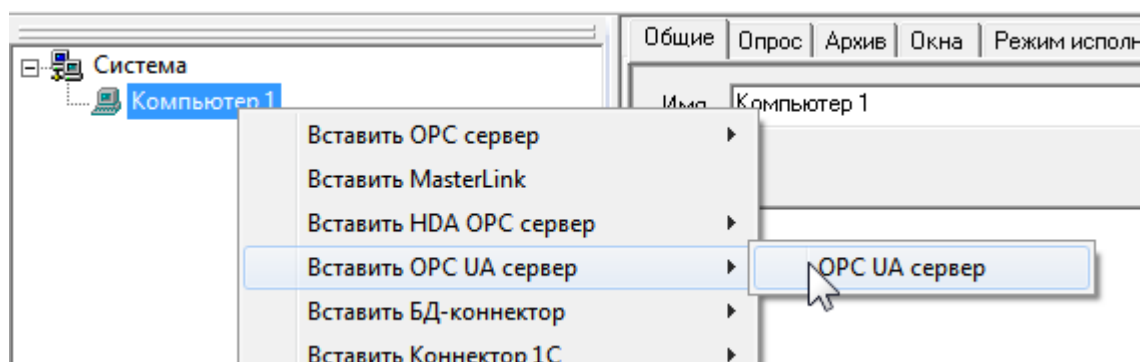 Общие Опрос Архив Окна Режим
Система
Компьютер 1
Имя Компьютер 1
Вставить OPC сервер
Вставить MasterLink
Вставить HDA OPC сервер
Вставить OPC UA сервер OPC UA сервер
Вставить БД-коннектор
Вставить Коннектор 1С